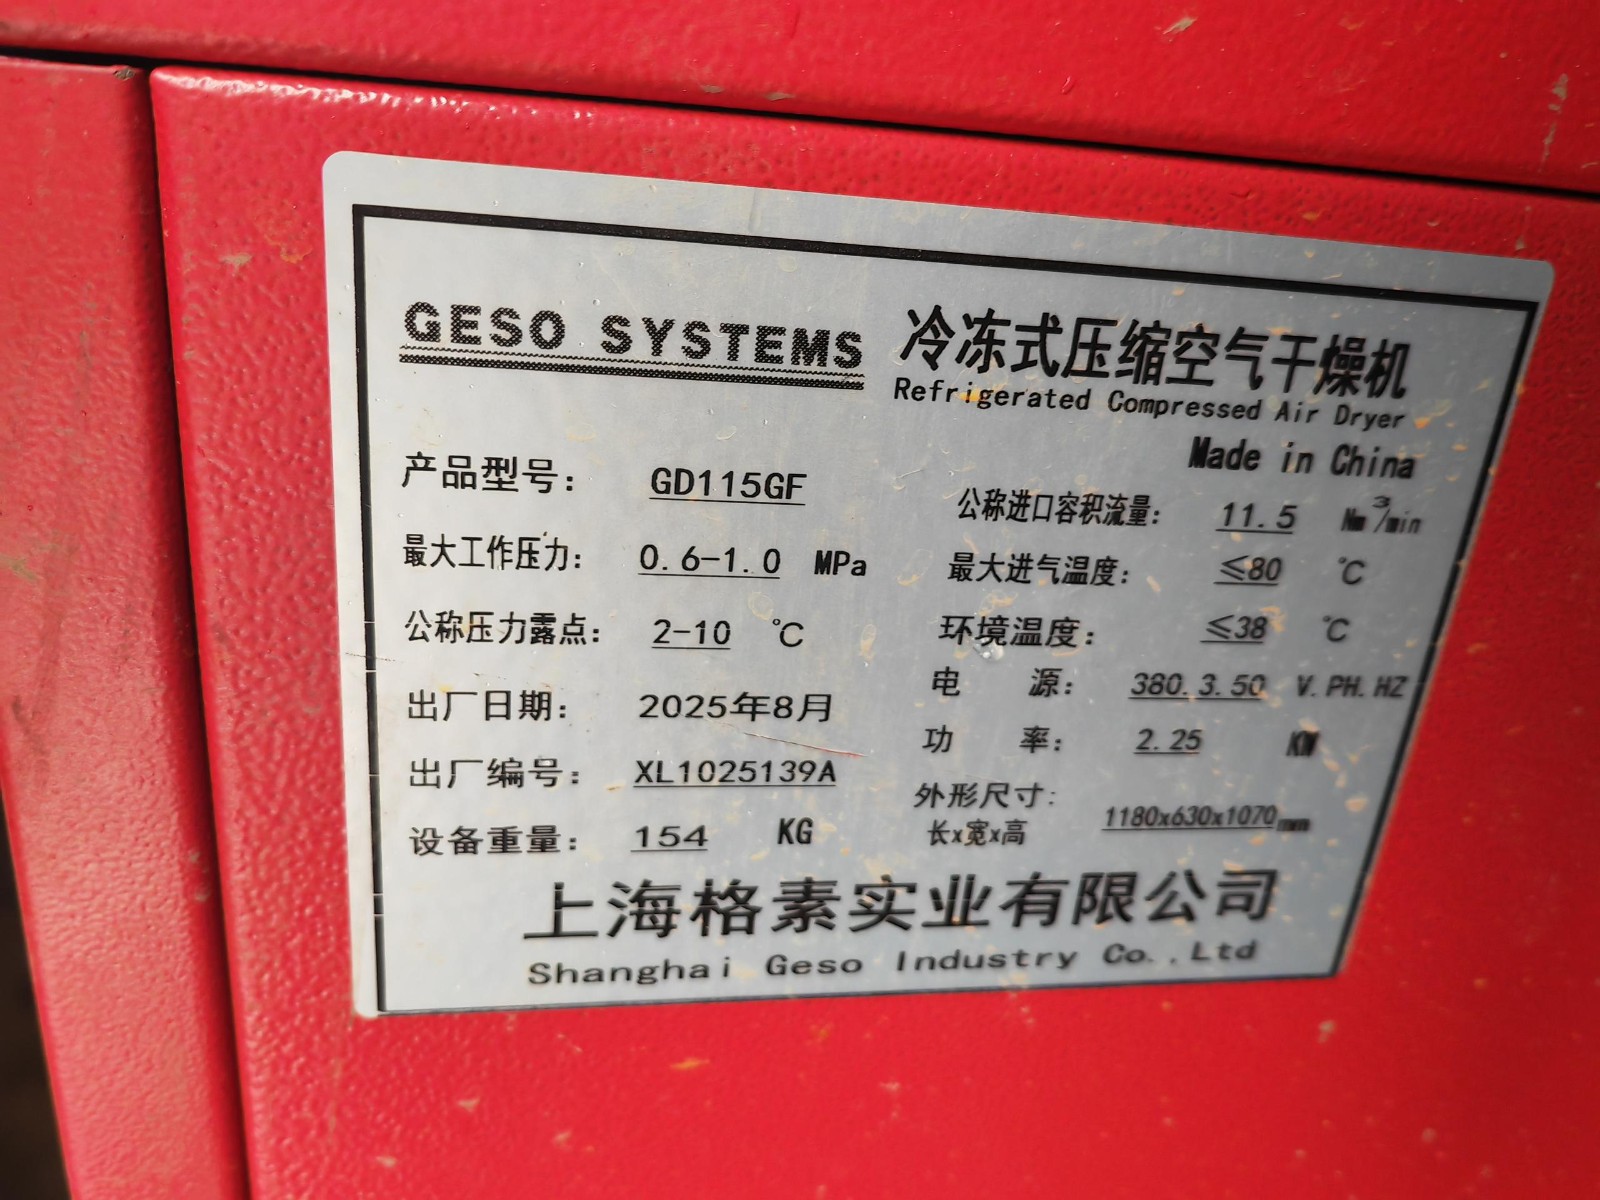 GESO SYSTEMS 冷冻式压缩空气干燥机
Refrigerated Compressed Air Dryer
Made in China
产品型号: GD115GF
公称进口容积流量: 11.5 Nm³/min
最大工作压力: 0.6-1.0 MPa
最大进气温度: ≤80 ℃
公称压力露点: 2-10 ℃
环境温度: ≤38 ℃
出厂日期: 2025年8月
电 源: 380.3.50 V.PH.HZ
出厂编号: XL1025139A
功 率: 2.25 KW
设备重量: 154 KG
外形尺寸:
长x宽x高 1180x630x1070mm
上海格素实业有限公司
Shanghai Geso Industry Co.,Ltd